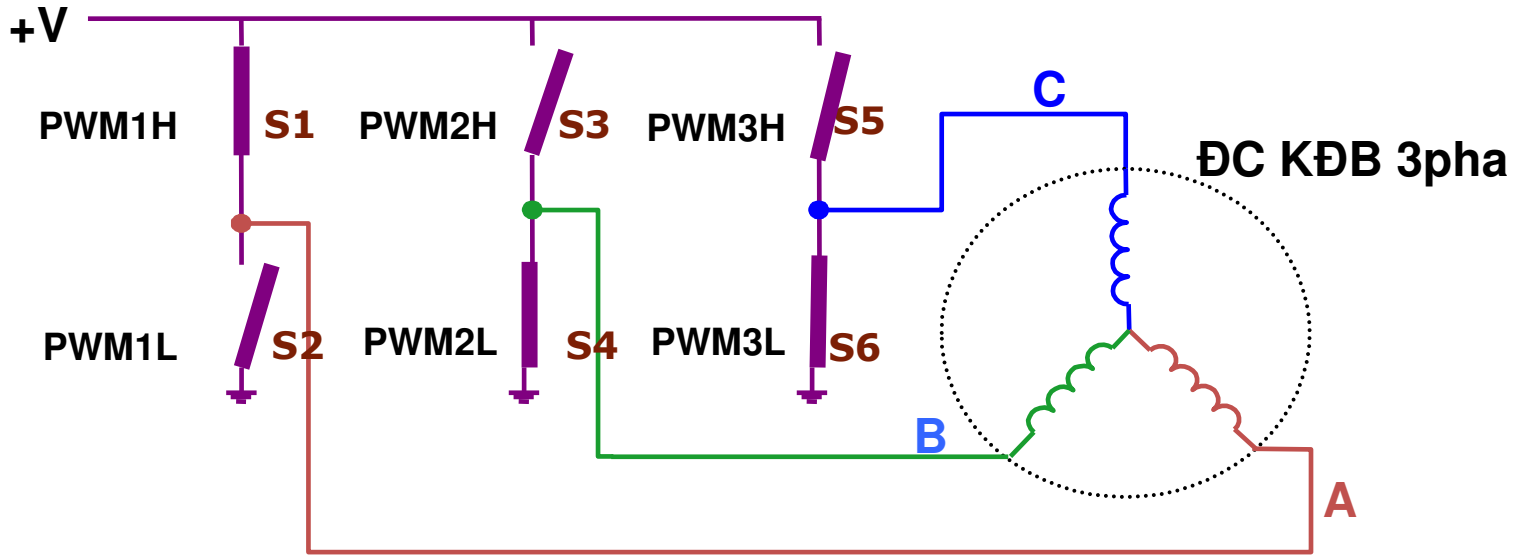 +V
PWM1H
S1
PWM2H
S3
PWM3H
S5
C
ĐC KĐB 3pha
PWM1L
S2
PWM2L
S4
PWM3L
S6
B
A